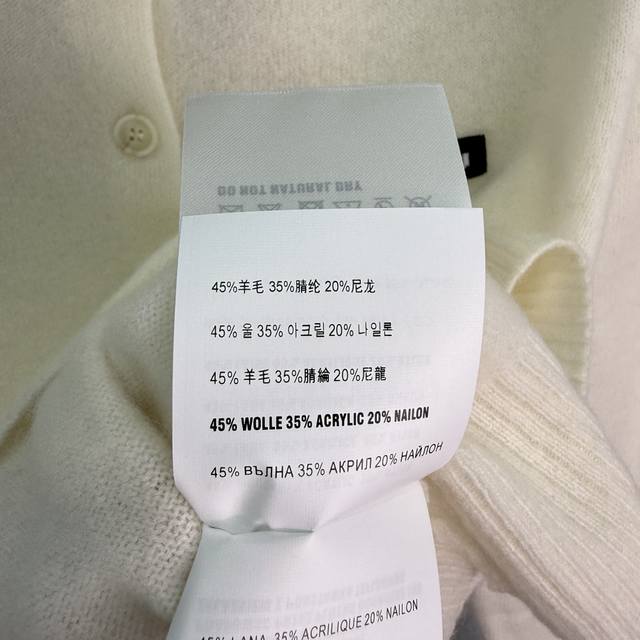 DO NOT NATURAL DRY
45%羊毛 35%腈纶 20%尼龙
45% 울 35% 아크릴 20% 나일론
45% 羊毛 35%腈綸 20%尼龍
45% WOLLE 35% ACRYLIC 20% NAILON
45% ВЪЛНА 35% АКРИЛ 20% НАЙЛОН
45% LANA 35% ACRILIQUE 20% NAILON